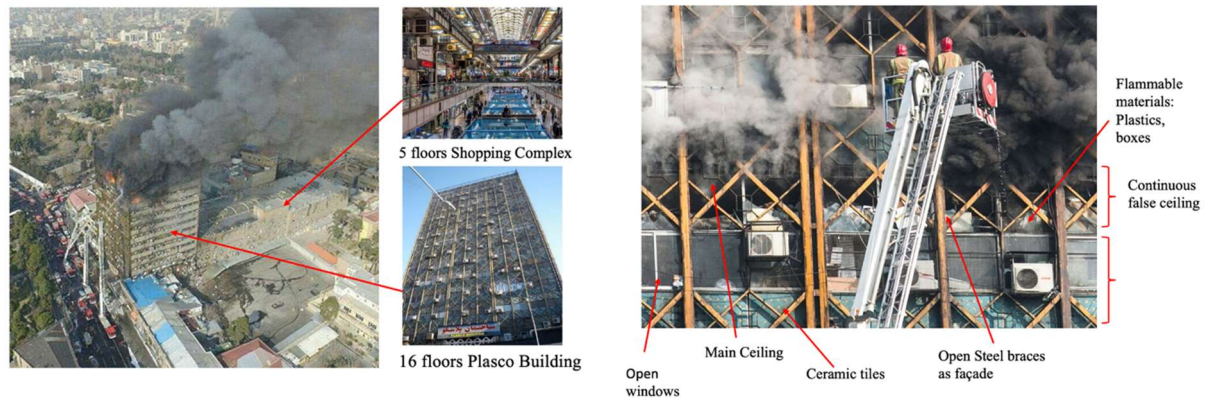 5 floors Shopping Complex
16 floors Plasco Building
Flammable
materials:
Plastics,
boxes
Continuous
false ceiling
Main Ceiling
Ceramic tiles
Open Steel braces
as façade
Open
windows